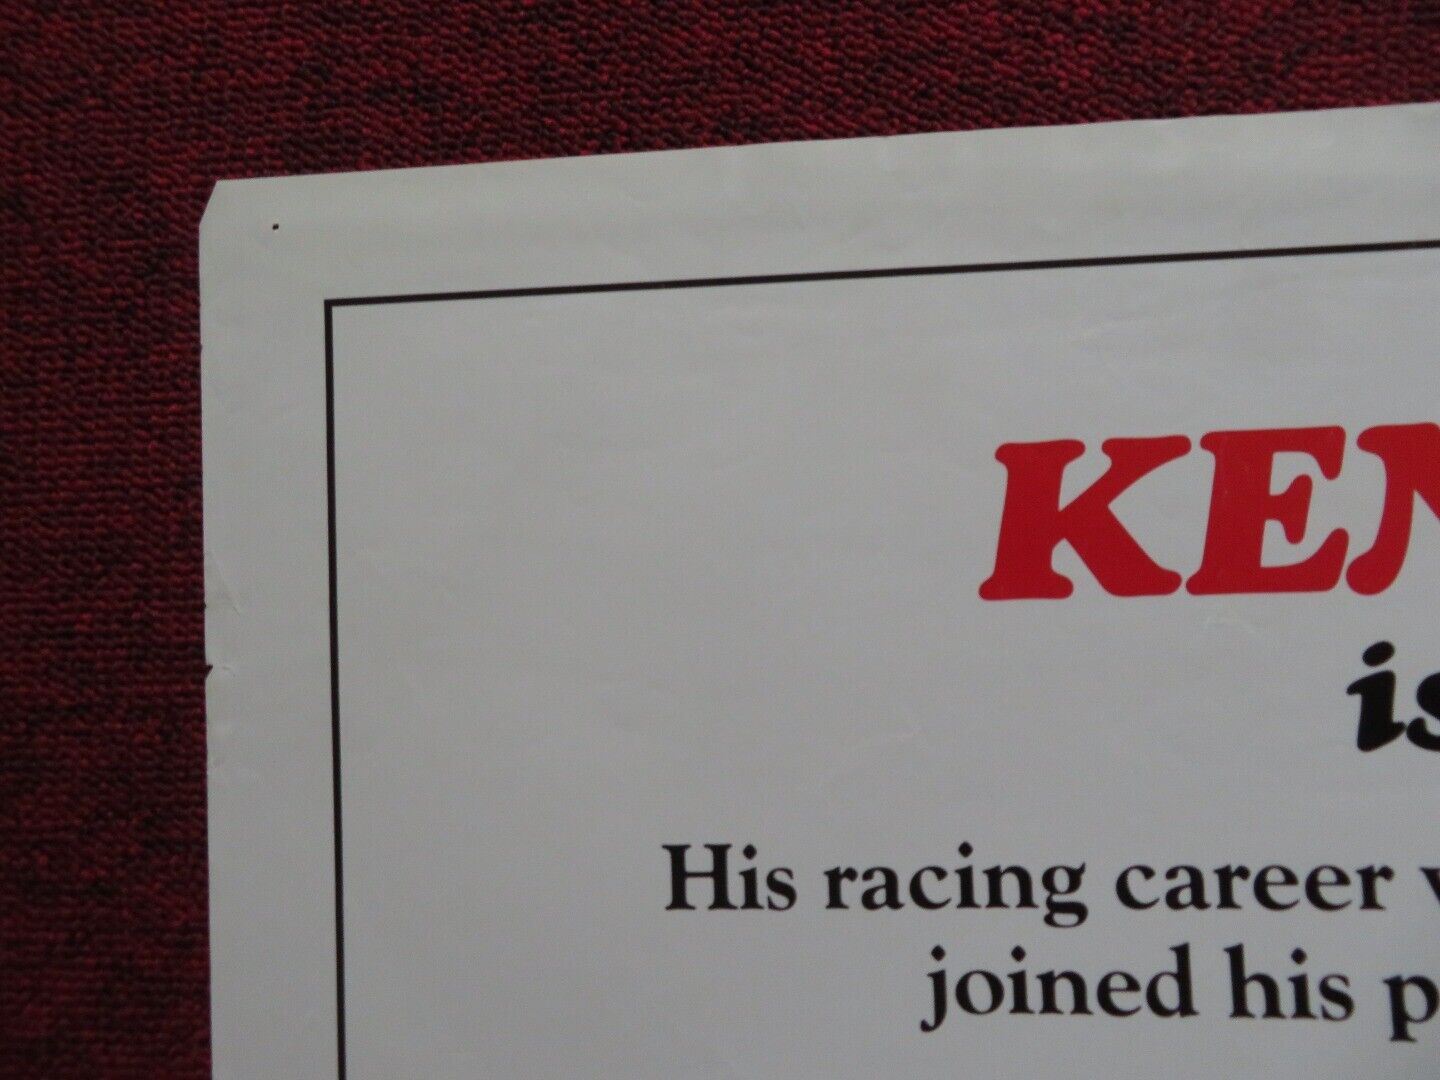 KEN
is
His racing career
joined his p